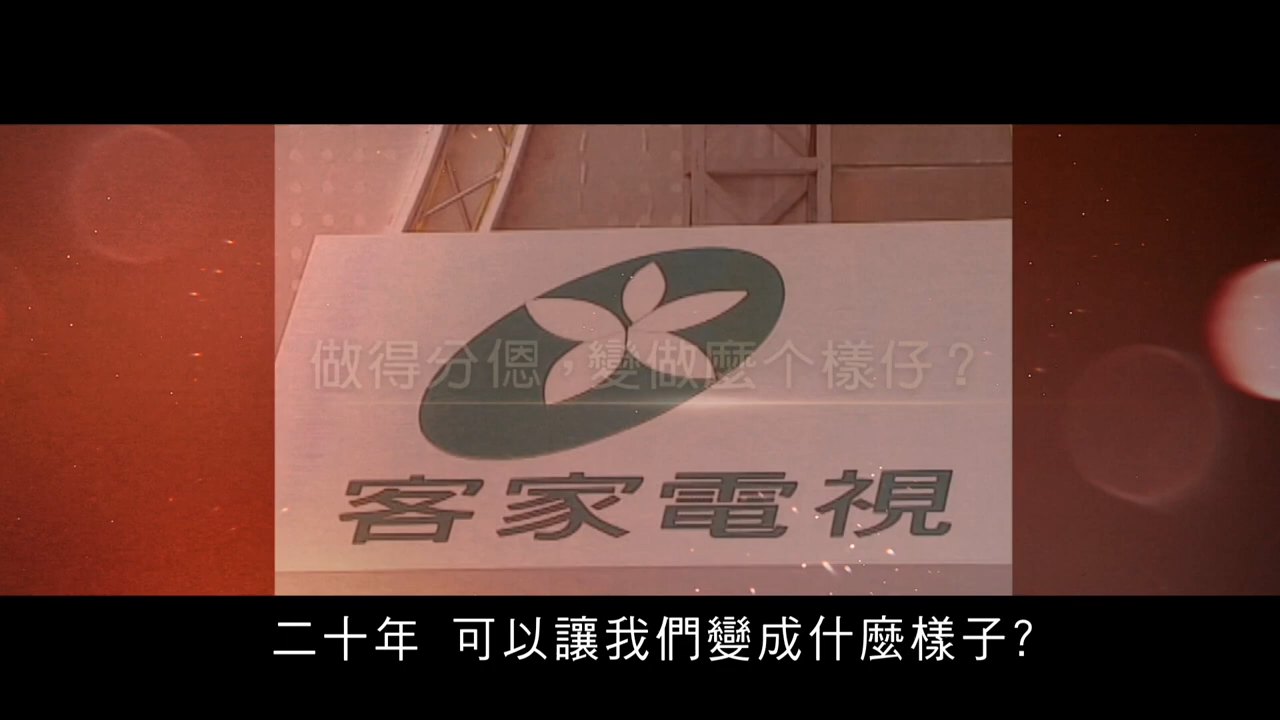 做得分𠊎，變做麼个樣仔？
客家電視
二十年 可以讓我們變成什麼樣子？